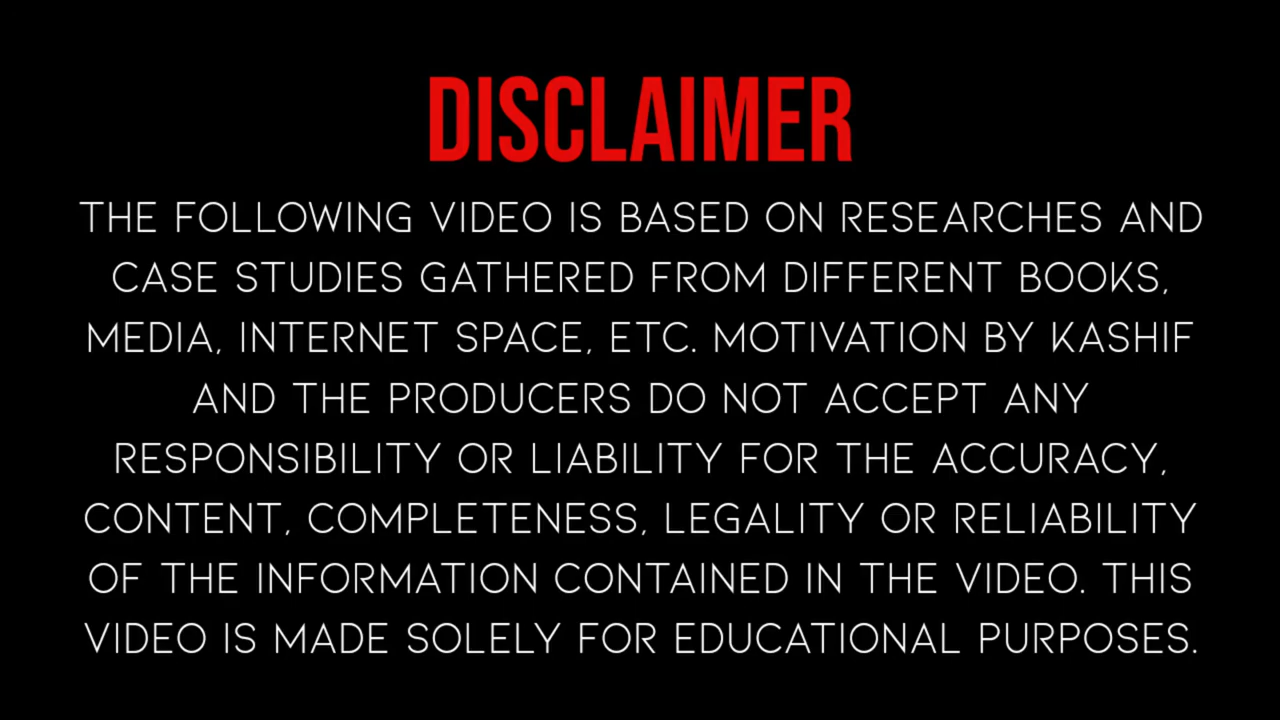 DISCLAIMER
THE FOLLOWING VIDEO IS BASED ON RESEARCHES AND
CASE STUDIES GATHERED FROM DIFFERENT BOOKS,
MEDIA, INTERNET SPACE, ETC. MOTIVATION BY KASHIF
AND THE PRODUCERS DO NOT ACCEPT ANY
RESPONSIBILITY OR LIABILITY FOR THE ACCURACY,
CONTENT, COMPLETENESS, LEGALITY OR RELIABILITY
OF THE INFORMATION CONTAINED IN THE VIDEO. THIS
VIDEO IS MADE SOLELY FOR EDUCATIONAL PURPOSES.